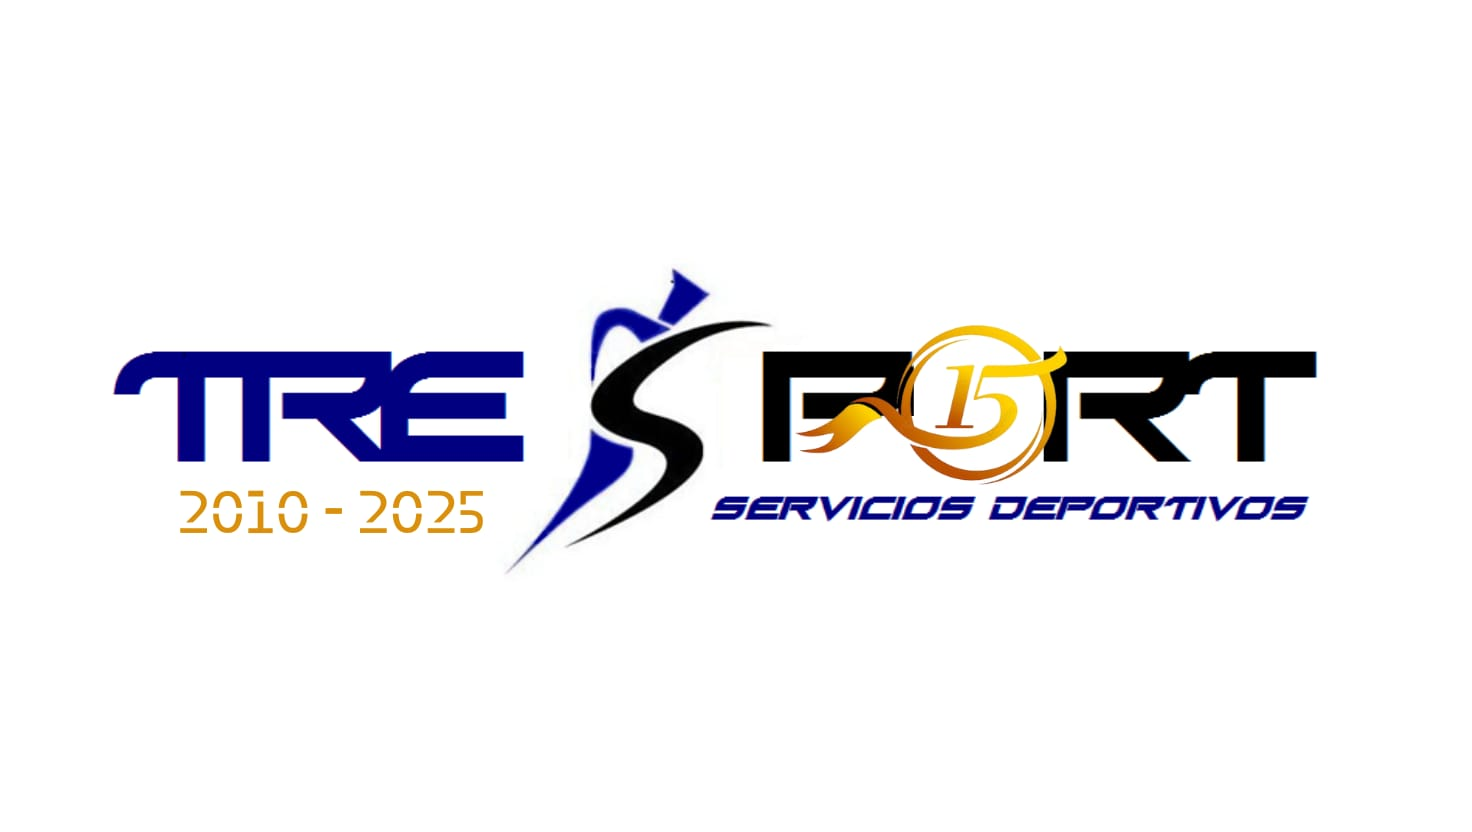 TRESPORT
15
2010 - 2025
SERVICIOS DEPORTIVOS